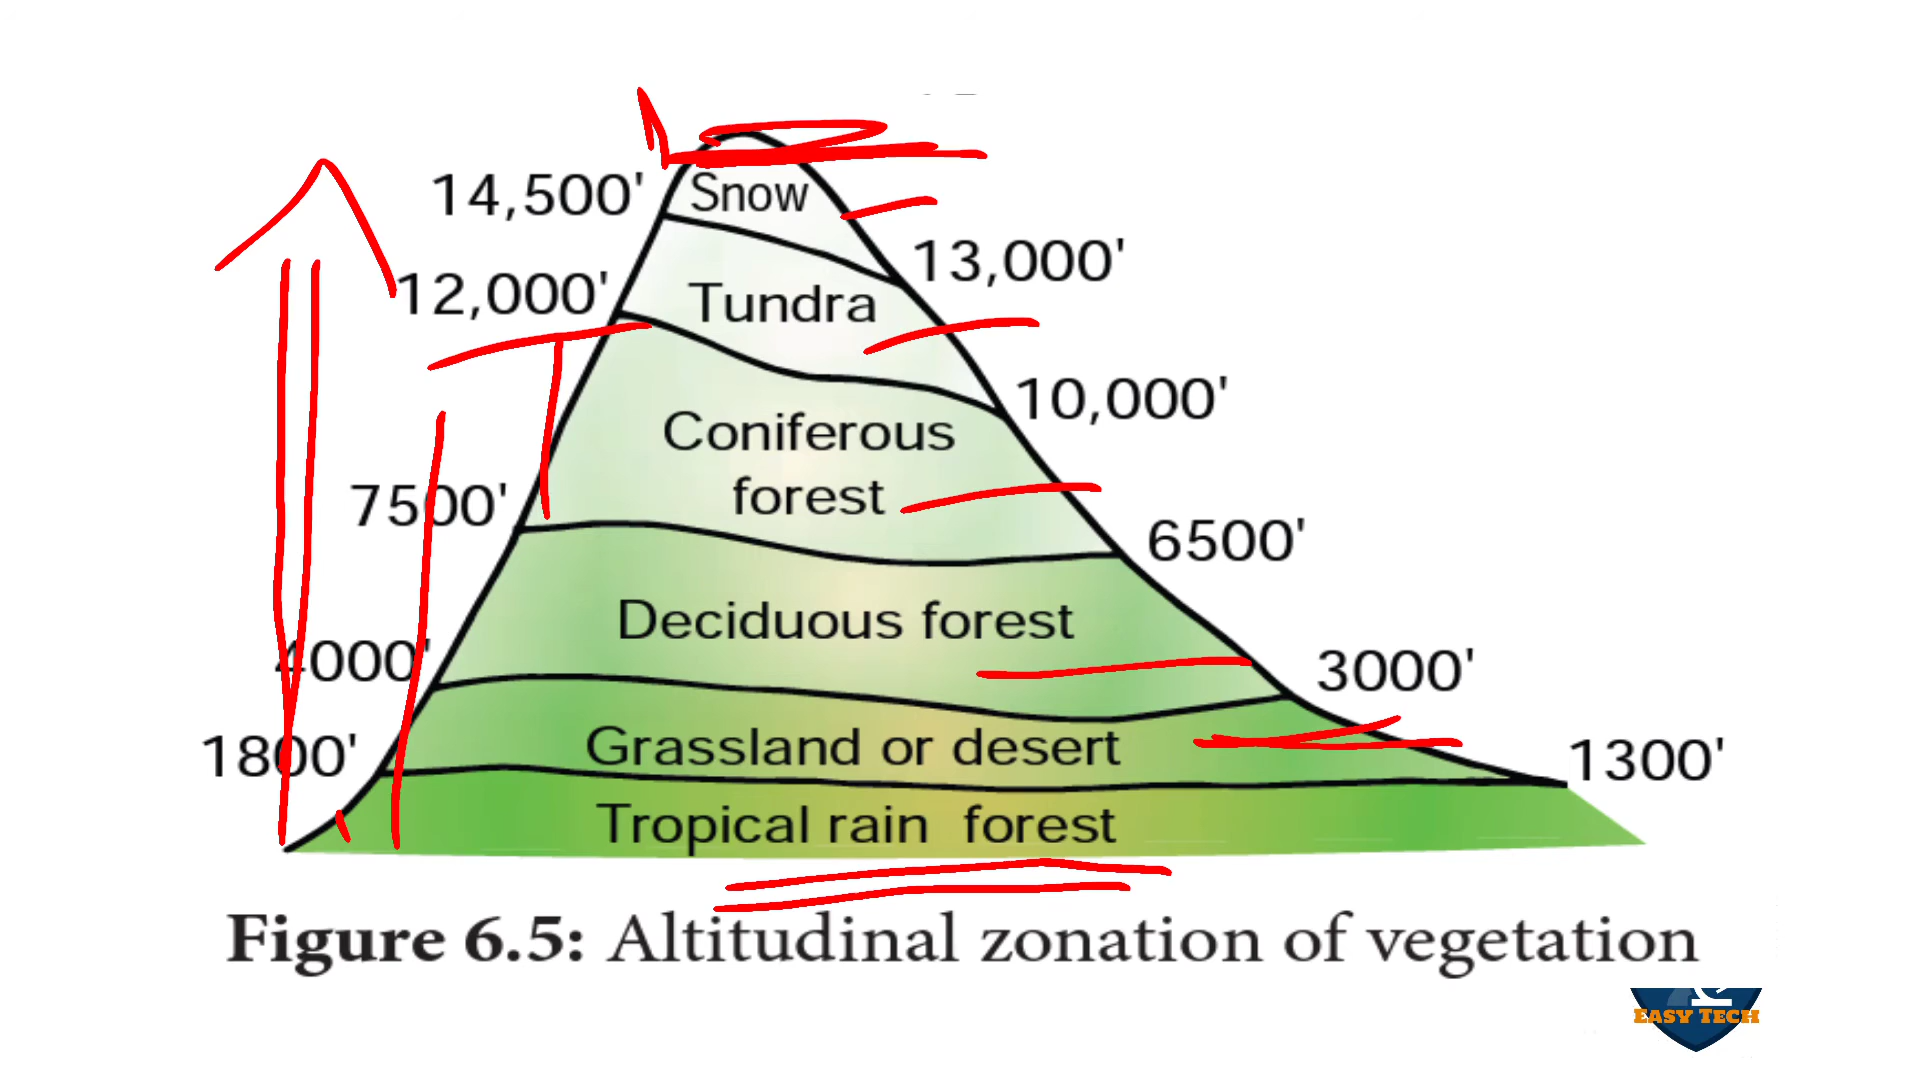 14,500'
Snow
13,000'
12,000'
Tundra
10,000'
Coniferous
forest
7500'
6500'
Deciduous forest
4000'
3000'
Grassland or desert
1800'
1300'
Tropical rain forest
Figure 6.5: Altitudinal zonation of vegetation
EASY TECH